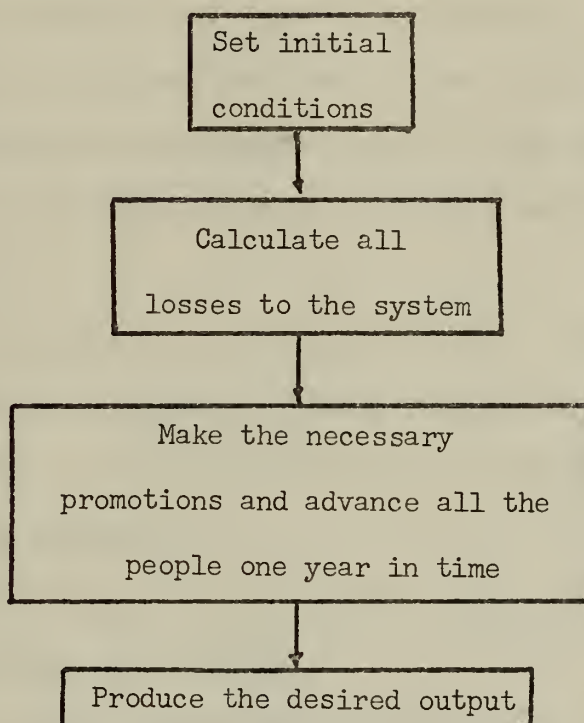 Set initial
conditions
Calculate all
losses to the system
Make the necessary
promotions and advance all the
people one year in time
Produce the desired output